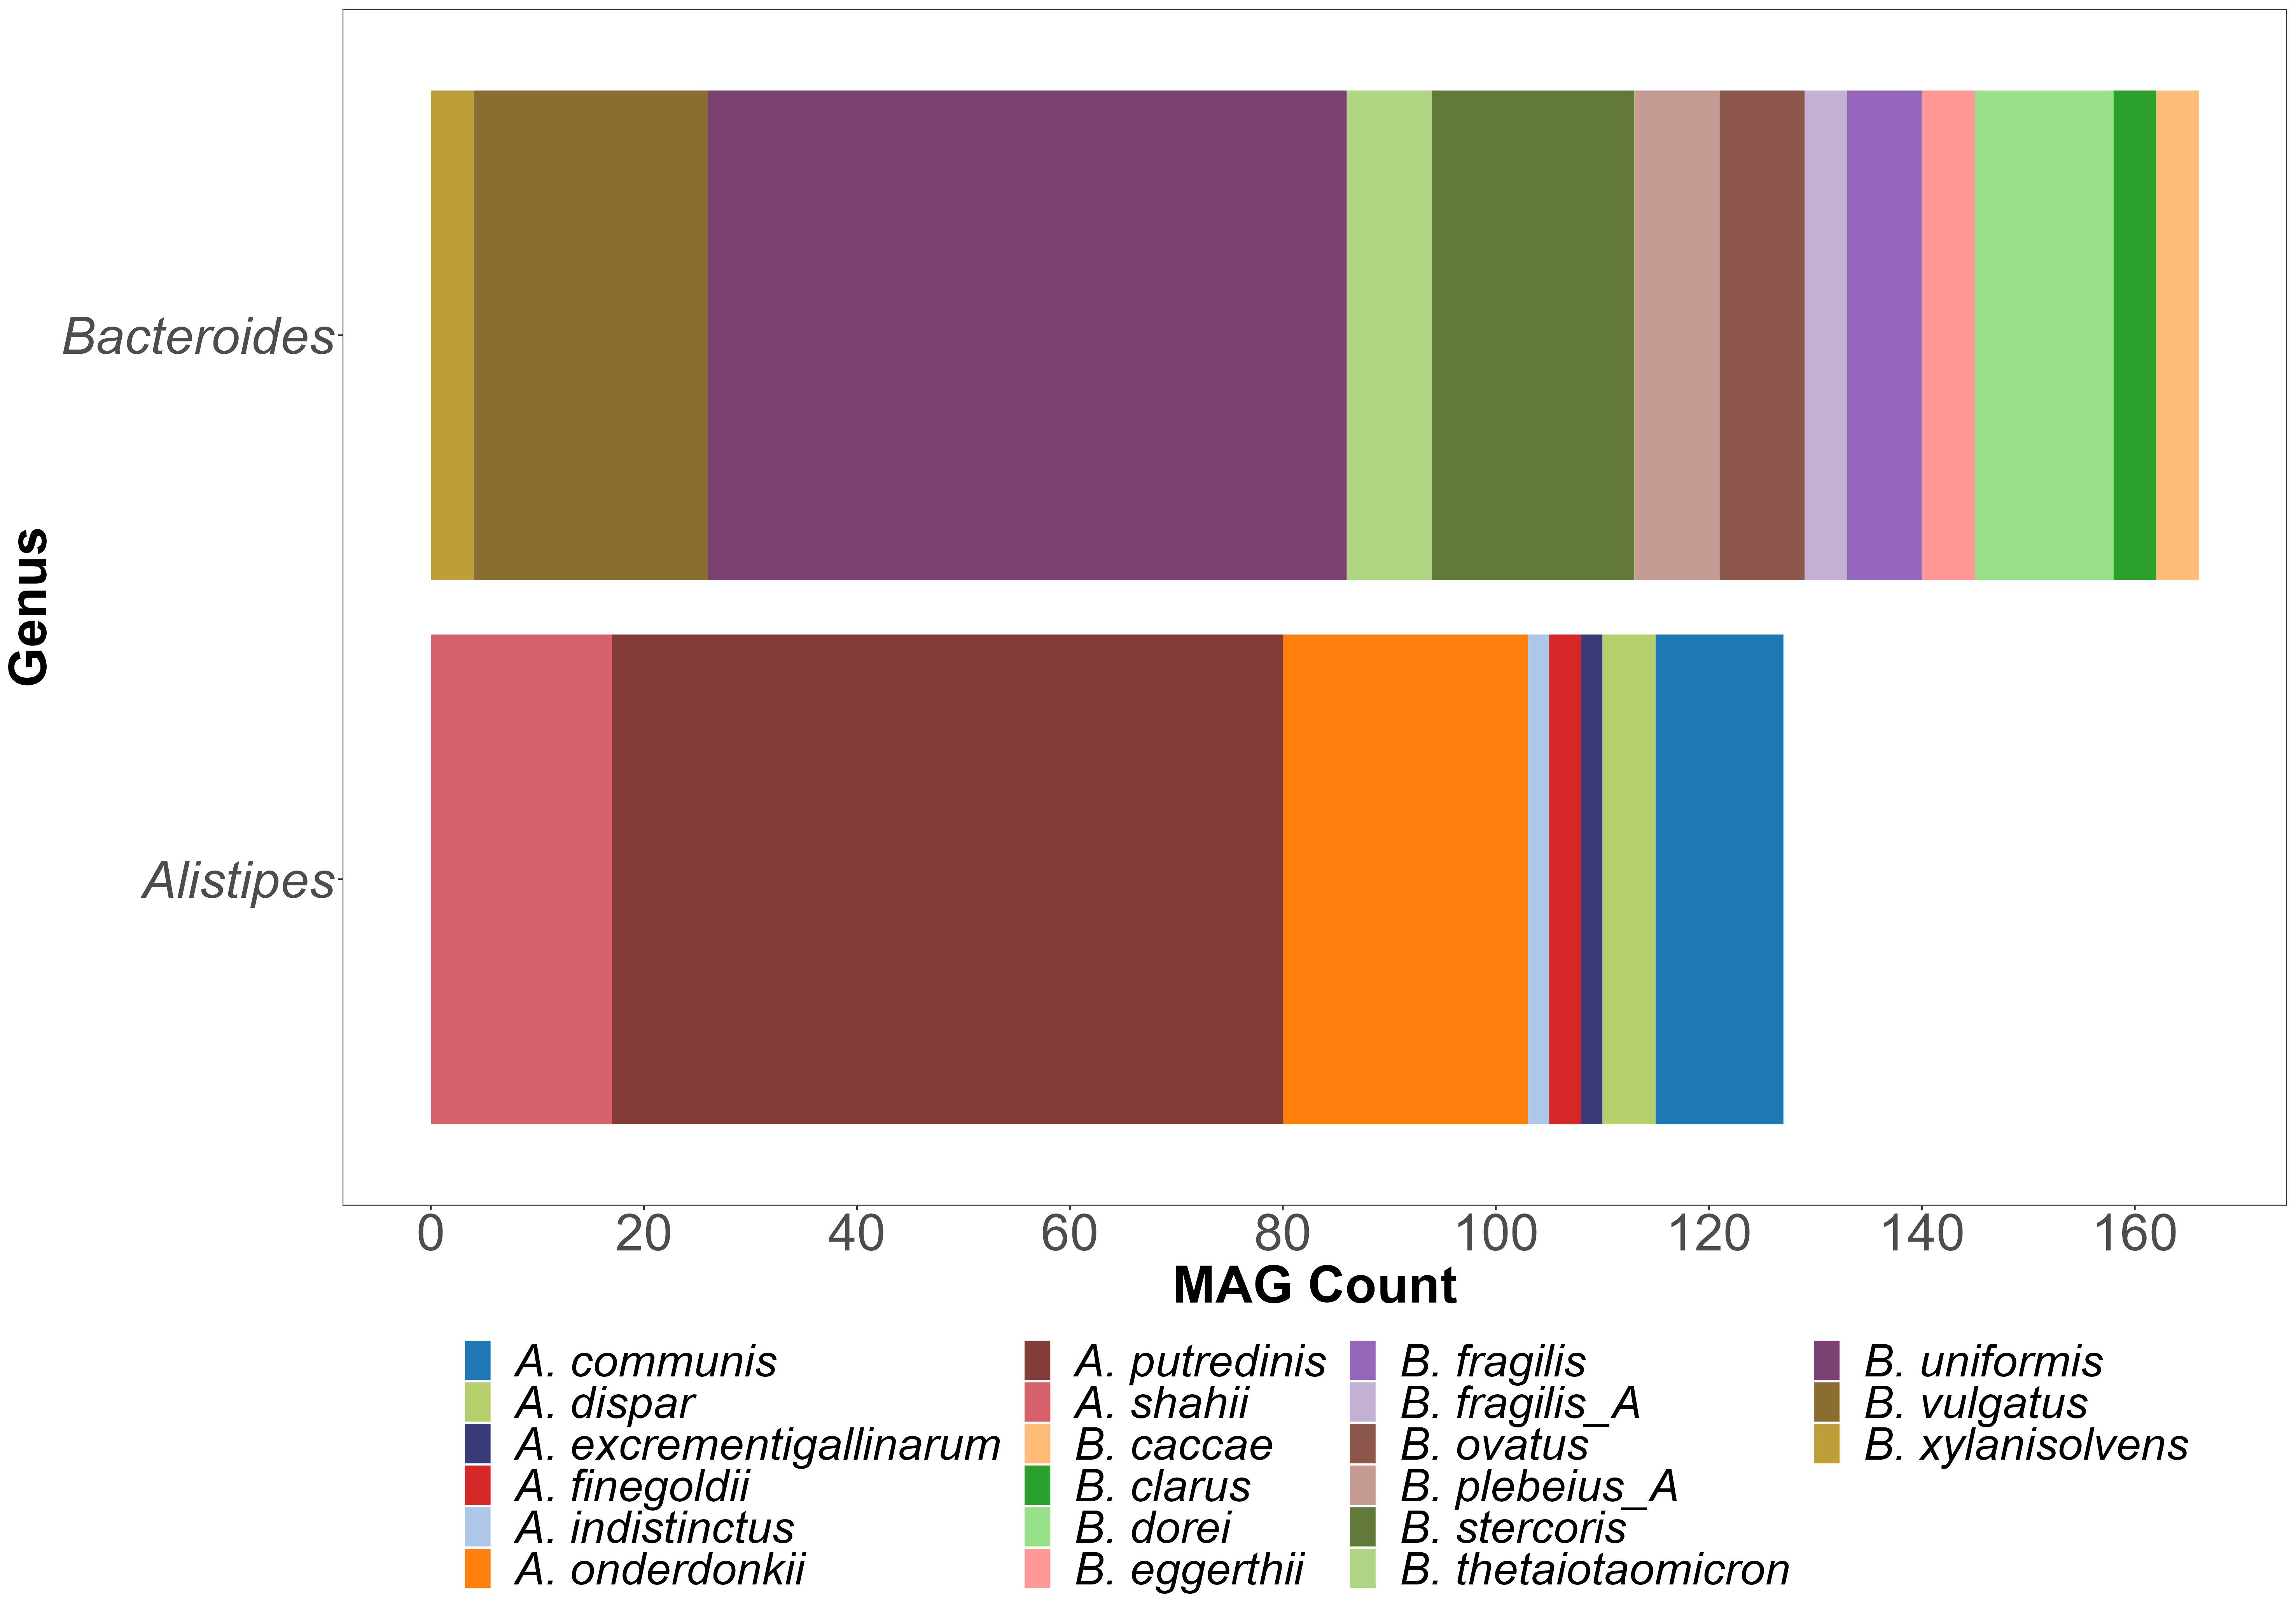 Genus
Bacteroides
Alistipes
0 20 40 60 80 100 120 140 160
MAG Count
A. communis
A. dispar
A. excrementigallinarum
A. finegoldii
A. indistinctus
A. onderdonkii
A. putredinis
A. shahii
B. caccae
B. clarus
B. dorei
B. eggerthii
B. fragilis
B. fragilis_A
B. ovatus
B. plebeius_A
B. stercoris
B. thetaiotaomicron
B. uniformis
B. vulgatus
B. xylanisolvens